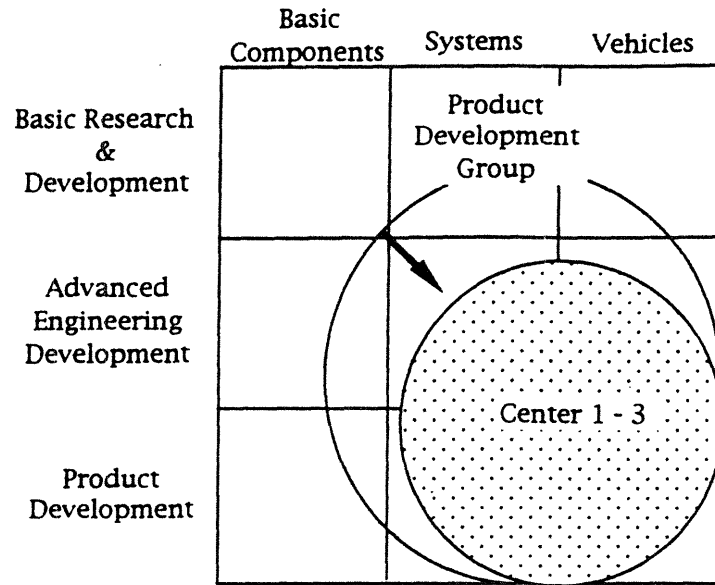 Basic
Components
Systems
Vehicles
Basic Research
&
Development
Product
Development
Group
Advanced
Engineering
Development
Center 1 - 3
Product
Development